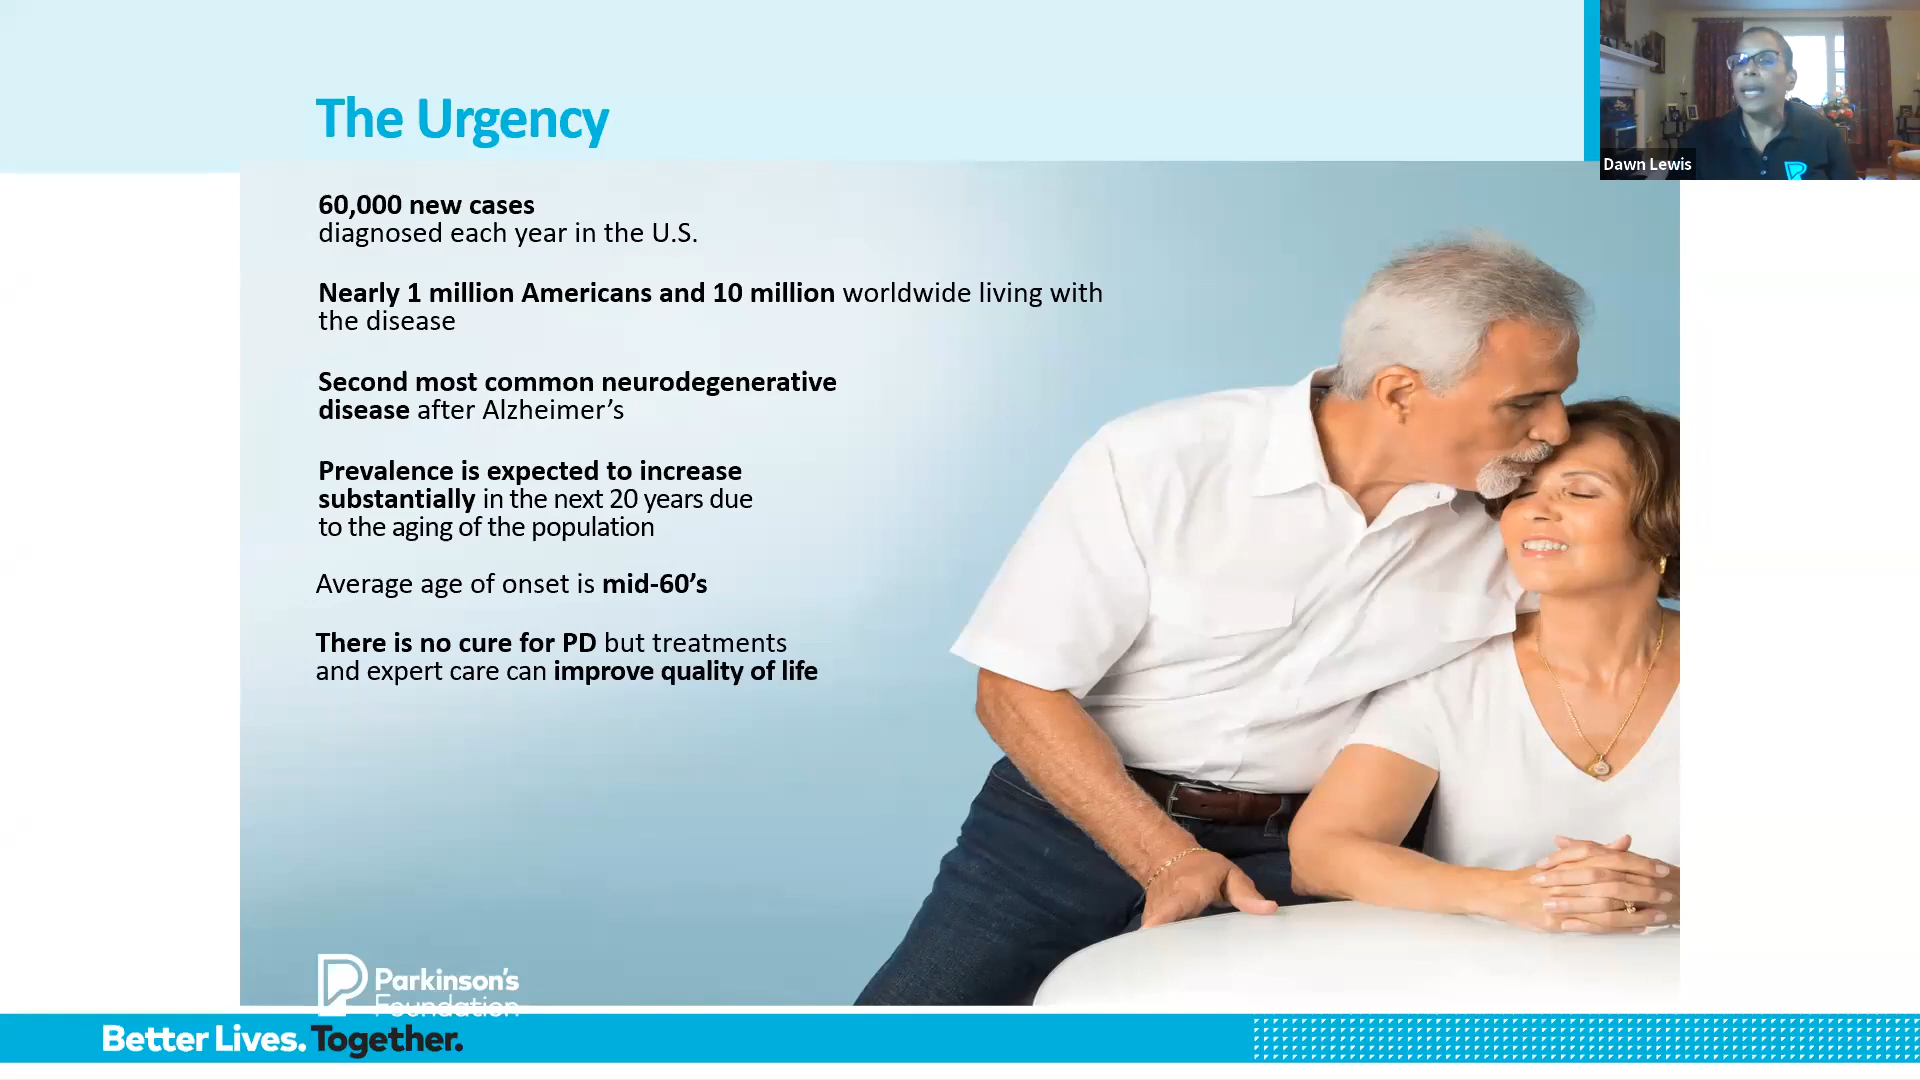 The Urgency
Dawn Lewis
60,000 new cases
diagnosed each year in the U.S.
Nearly 1 million Americans and 10 million worldwide living with
the disease
Second most common neurodegenerative
disease after Alzheimer’s
Prevalence is expected to increase
substantially in the next 20 years due
to the aging of the population
Average age of onset is mid-60’s
There is no cure for PD but treatments
and expert care can improve quality of life
Parkinson’s
Foundation
Better Lives. Together.